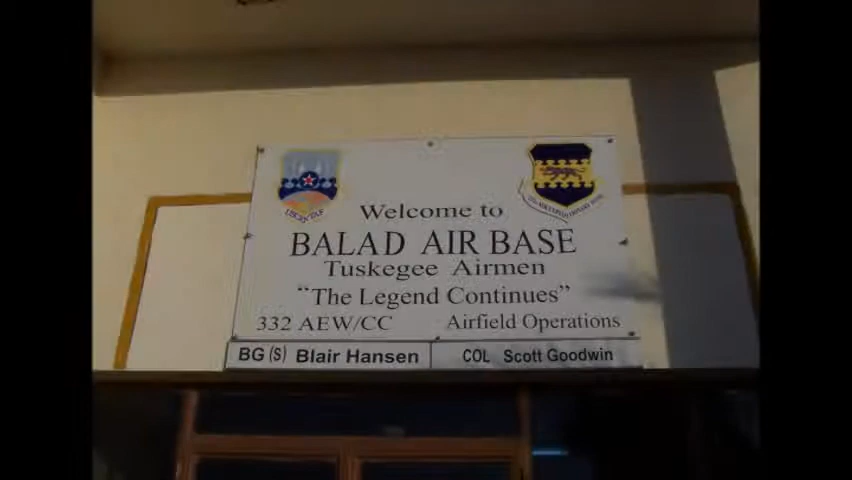 USCENTAF
Welcome to
BALAD AIR BASE
Tuskegee Airmen
"The Legend Continues"
332 AEW/CC Airfield Operations
BG (S) Blair Hansen COL Scott Goodwin